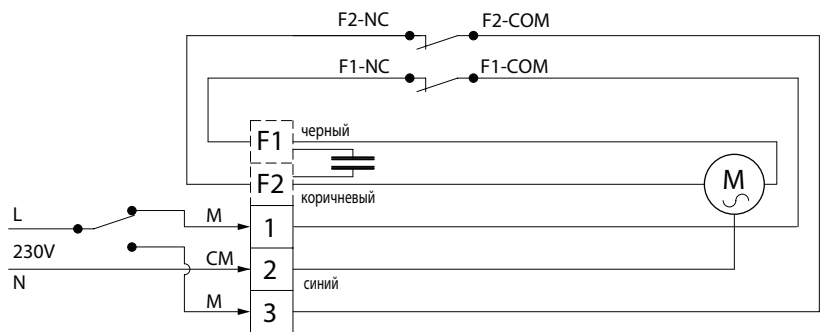 F2-NC F2-COM
F1-NC F1-COM
F1 черный
F2 коричневый
L M 1
230V
N CM 2 синий
M 3
M